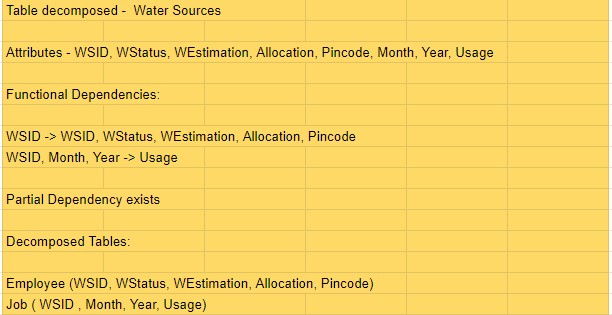 Table decomposed - Water Sources
Attributes - WSID, WStatus, WEstimation, Allocation, Pincode, Month, Year, Usage
Functional Dependencies:
WSID -> WSID, WStatus, WEstimation, Allocation, Pincode
WSID, Month, Year -> Usage
Partial Dependency exists
Decomposed Tables:
Employee (WSID, WStatus, WEstimation, Allocation, Pincode)
Job ( WSID , Month, Year, Usage)